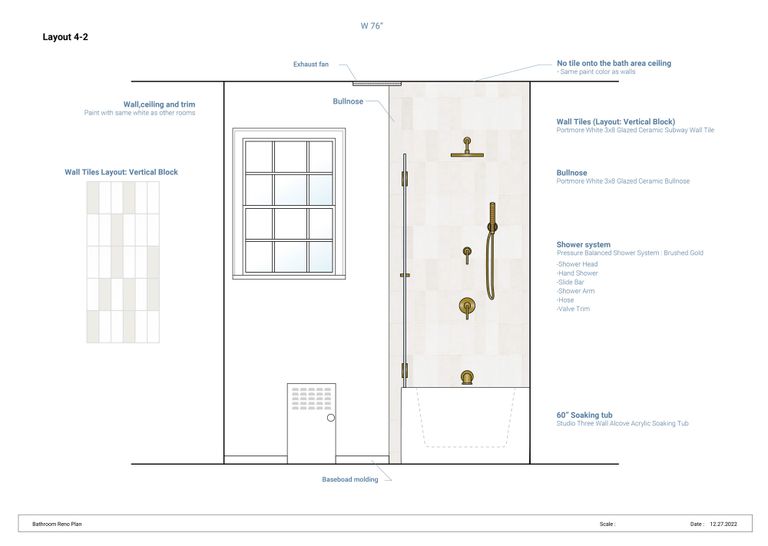 W 76"
Layout 4-2
Exhaust fan
No tile onto the bath area ceiling
- Same paint color as walls
Wall,ceiling and trim
Paint with same white as other rooms
Bullnose
Wall Tiles (Layout: Vertical Block)
Portmore White 3x8 Glazed Ceramic Subway Wall Tile
Wall Tiles Layout: Vertical Block
Bullnose
Portmore White 3x8 Glazed Ceramic Bullnose
Shower system
Pressure Balanced Shower System : Brushed Gold
-Shower Head
-Hand Shower
-Slide Bar
-Shower Arm
-Hose
-Valve Trim
60" Soaking tub
Studio Three Wall Alcove Acrylic Soaking Tub
Baseboad molding
Bathroom Reno Plan
Scale :
Date : 12.27.2022